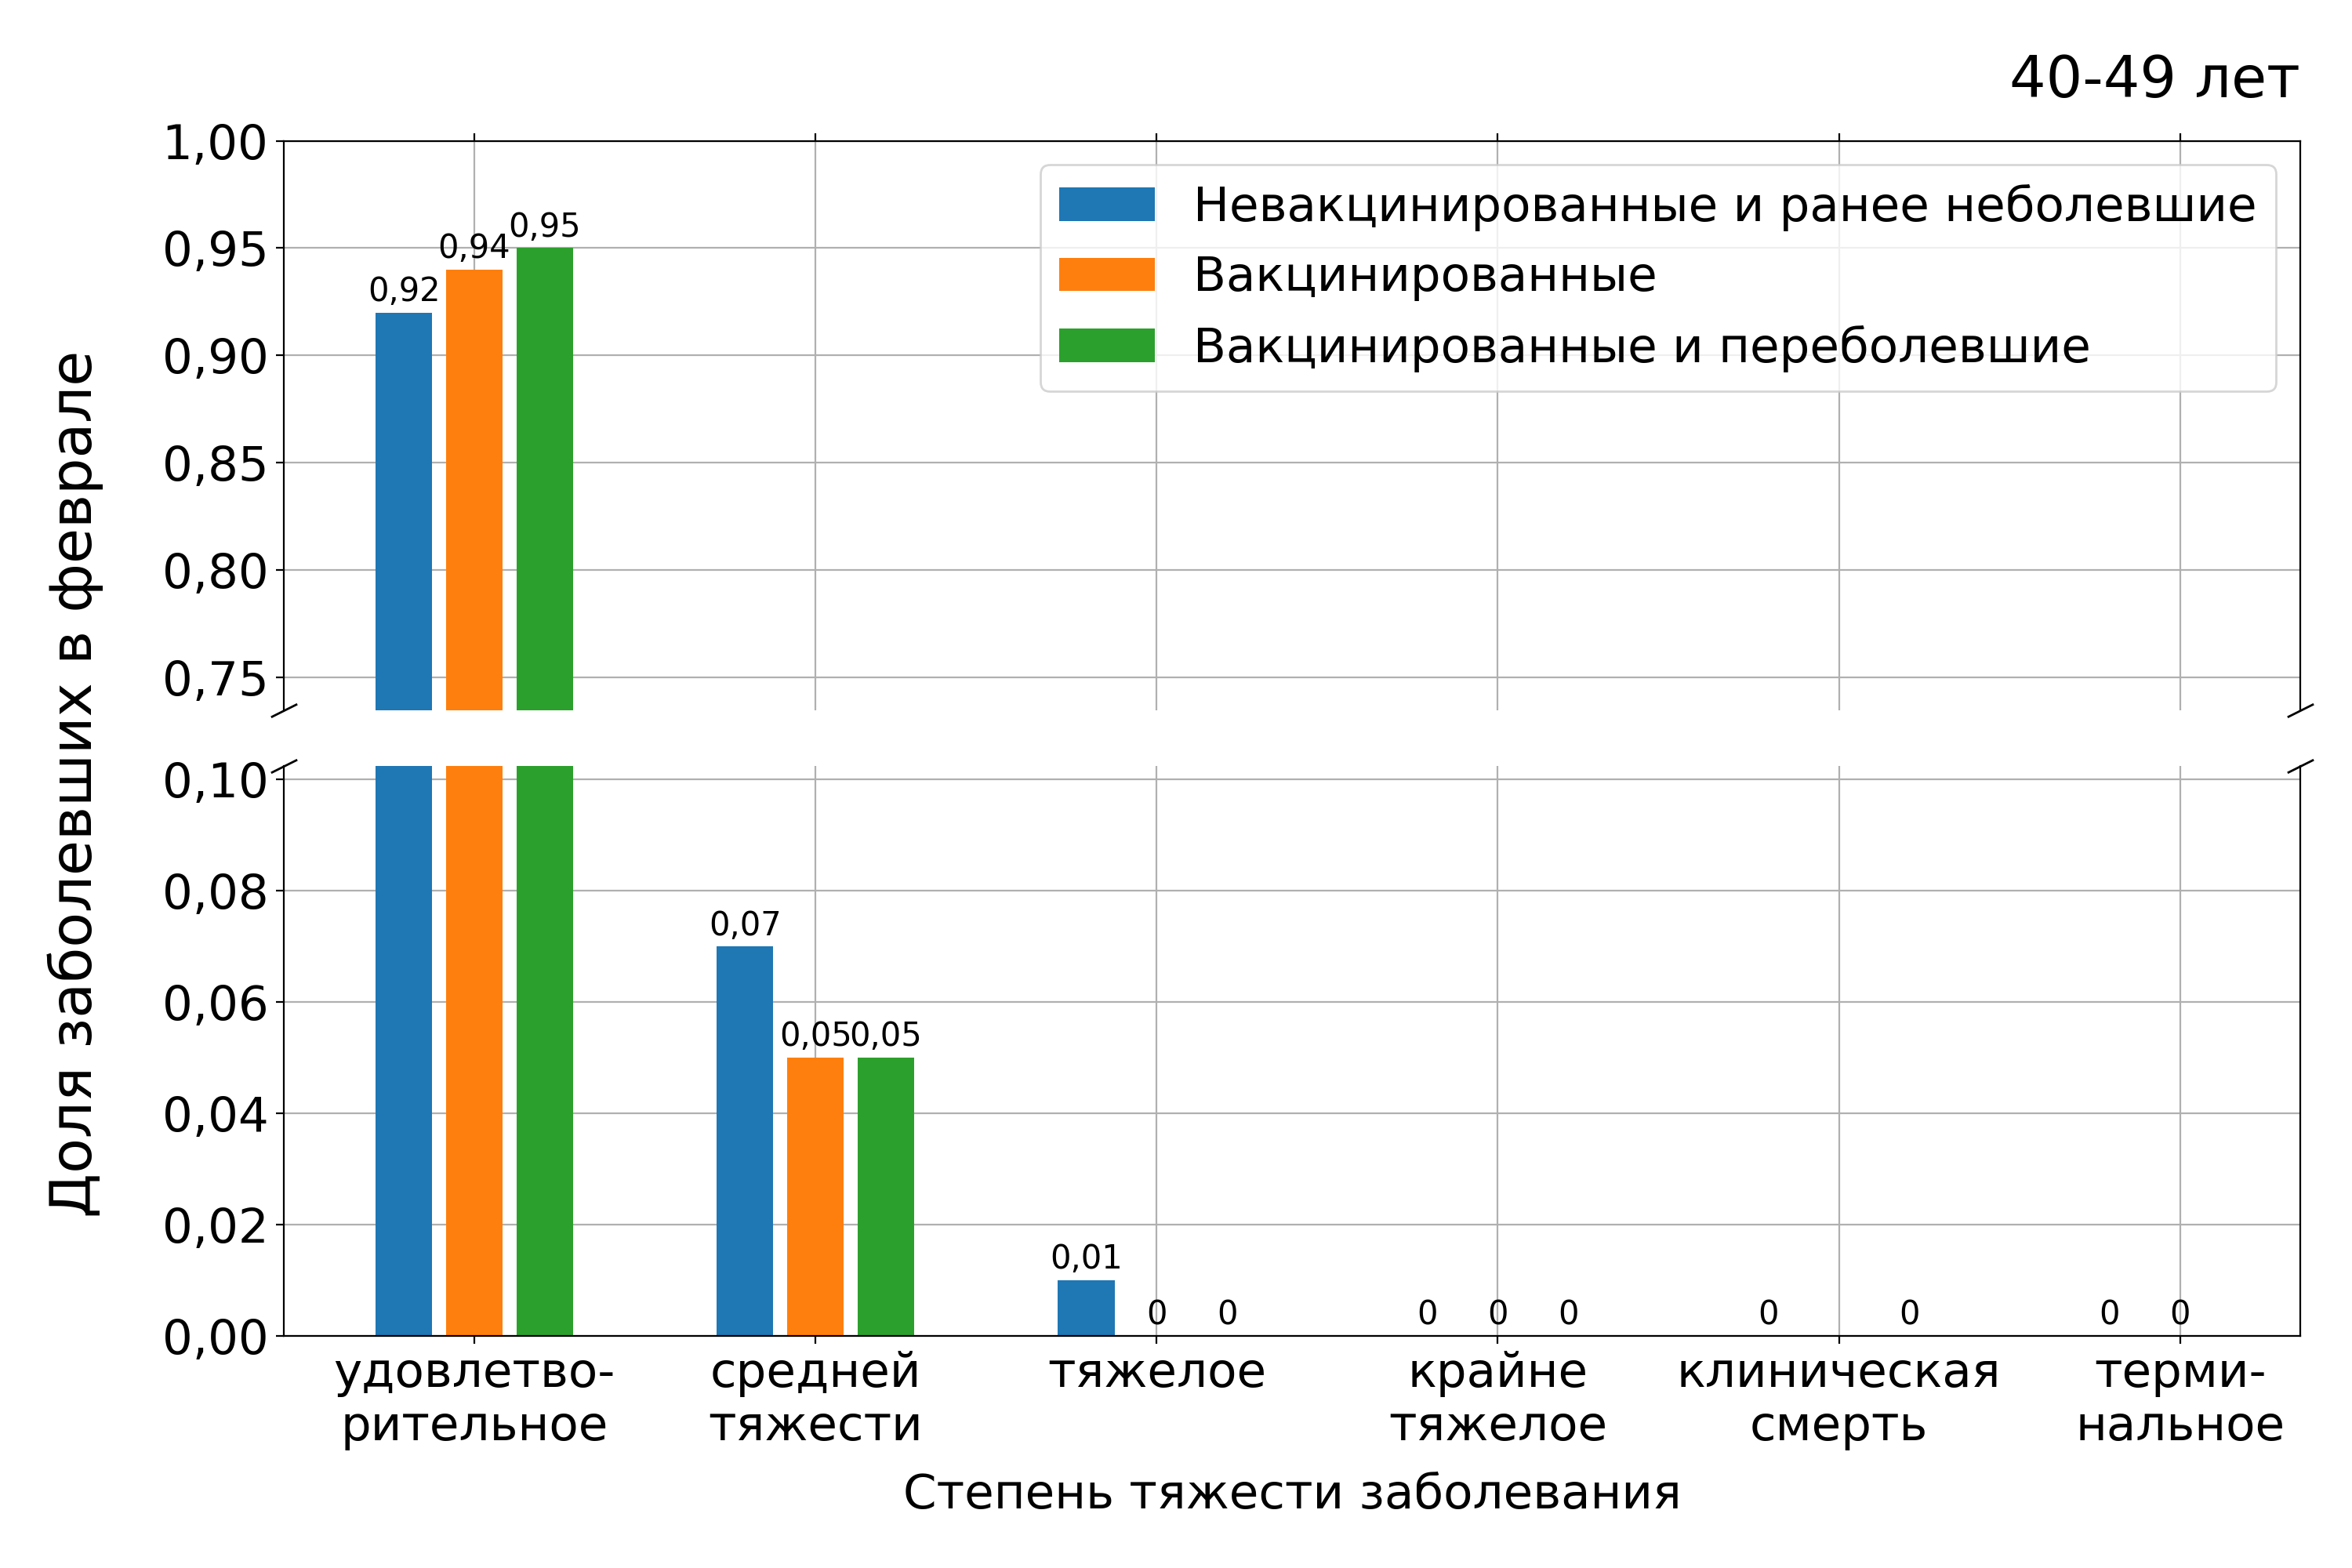 40-49 лет
1,00
0,95
0,90
0,85
0,80
0,75
0,10
0,08
0,06
0,04
0,02
0,00
Доля заболевших в феврале
Невакцинированные и ранее неболевшие
Вакцинированные
Вакцинированные и переболевшие
0,92
0,94
0,95
0,07
0,05
0,05
0,01
0
0
0
0
0
0
0
0
0
удовлетво-
рительное
средней
тяжести
тяжелое
крайне
тяжелое
клиническая
смерть
терми-
нальное
Степень тяжести заболевания